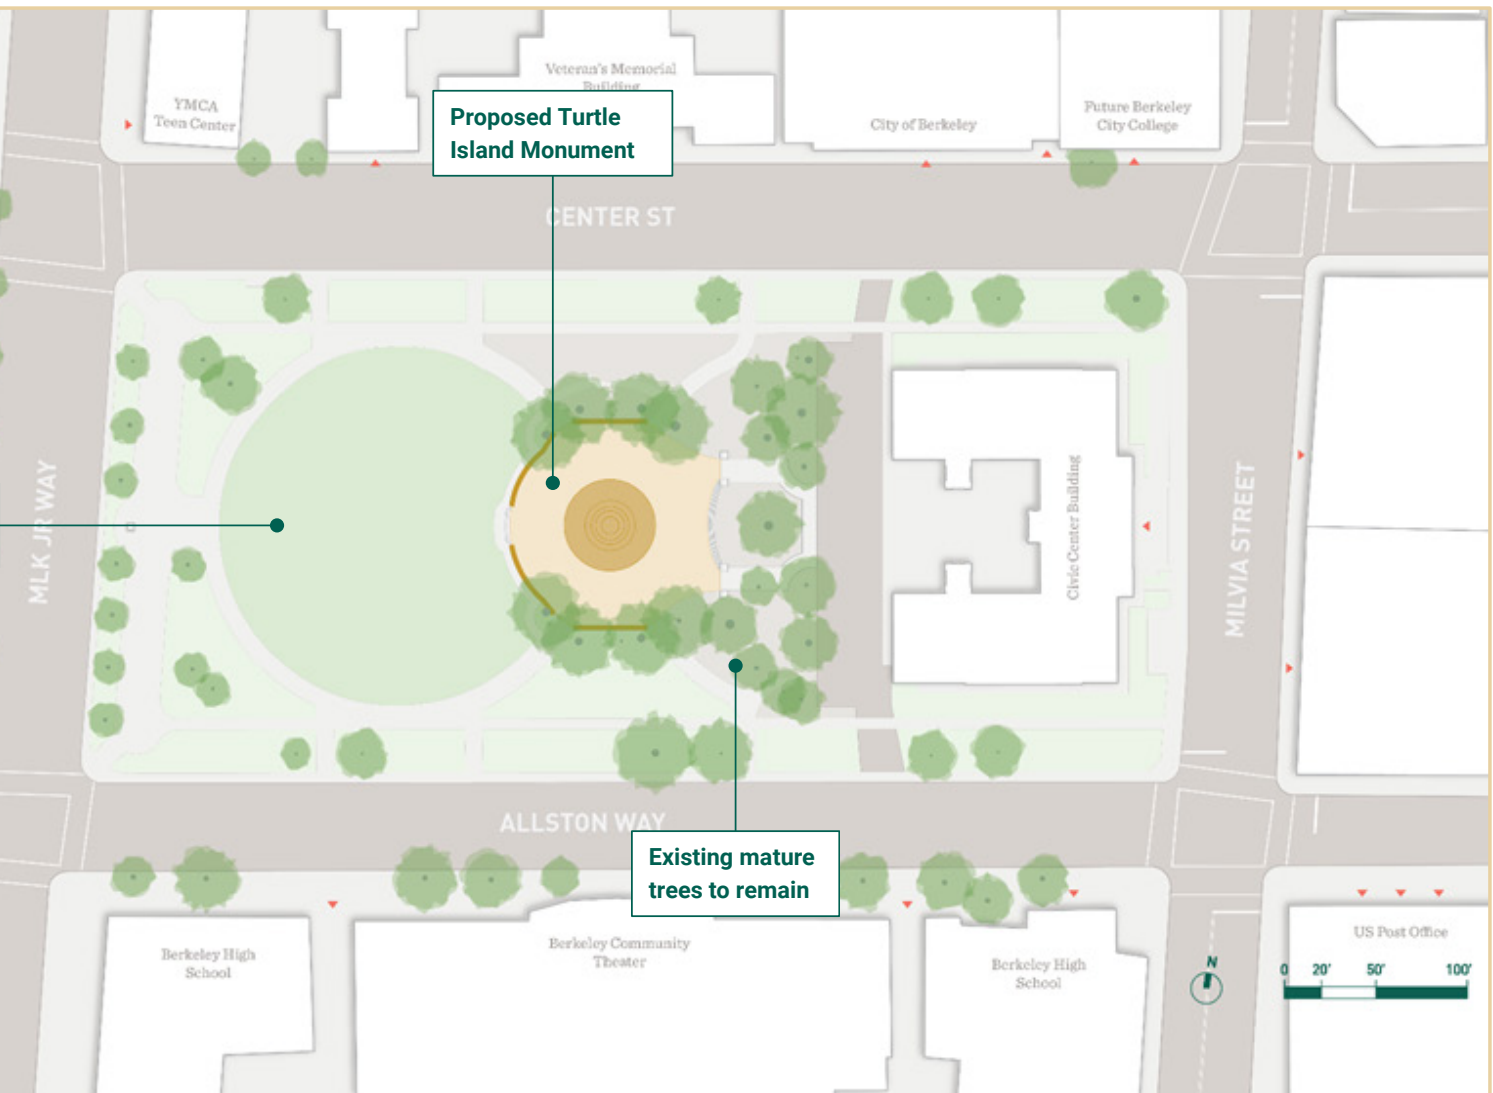 Veteran's Memorial
Building
YMCA
Teen Center
Proposed Turtle
Island Monument
City of Berkeley
Future Berkeley
City College
CENTER ST
MLK JR WAY
Civic Center Building
MILVIA STREET
ALLSTON WAY
Existing mature
trees to remain
Berkeley High
School
Berkeley Community
Theater
Berkeley High
School
US Post Office
N
0 20' 50' 100'